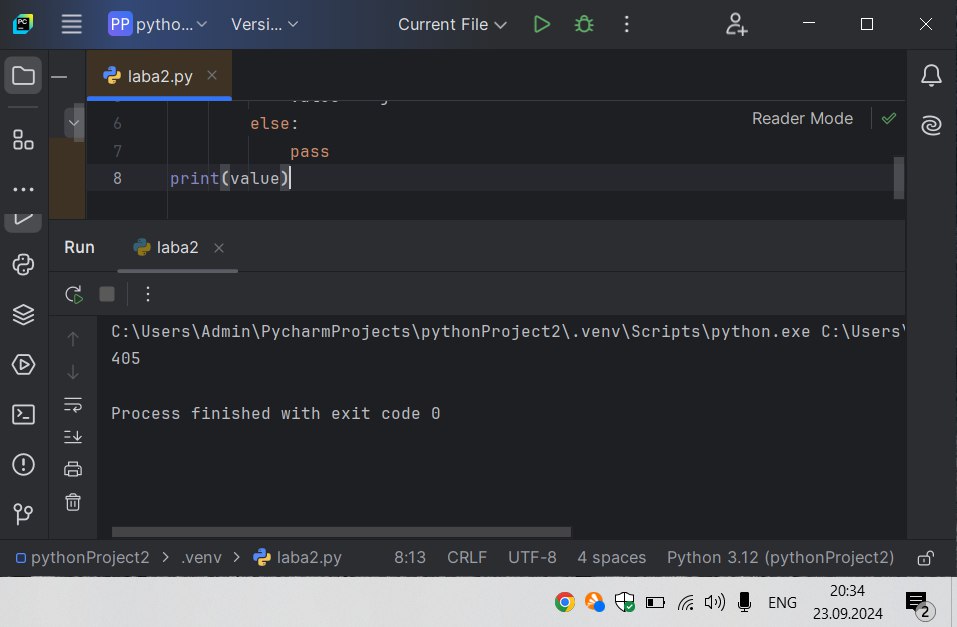 PP pytho... Versi... Current File
laba2.py
6 else:
Reader Mode
7 pass
8 print(value)
Run laba2
C:\Users\Admin\PycharmProjects\pythonProject2\.venv\Scripts\python.exe C:\Users\
405
Process finished with exit code 0
pythonProject2 > .venv > laba2.py 8:13 CRLF UTF-8 4 spaces Python 3.12 (pythonProject2)
ENG
20:34
23.09.2024
2